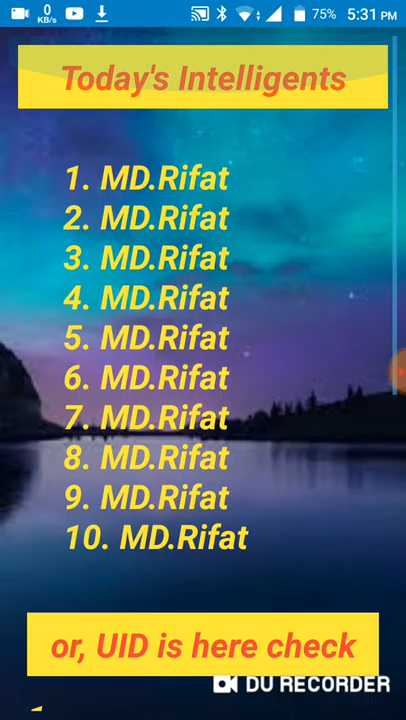 0
KB/s
75%
5:31 PM
Today's Intelligents
1. MD.Rifat
2. MD.Rifat
3. MD.Rifat
4. MD.Rifat
5. MD.Rifat
6. MD.Rifat
7. MD.Rifat
8. MD.Rifat
9. MD.Rifat
10. MD.Rifat
or, UID is here check
DU RECORDER